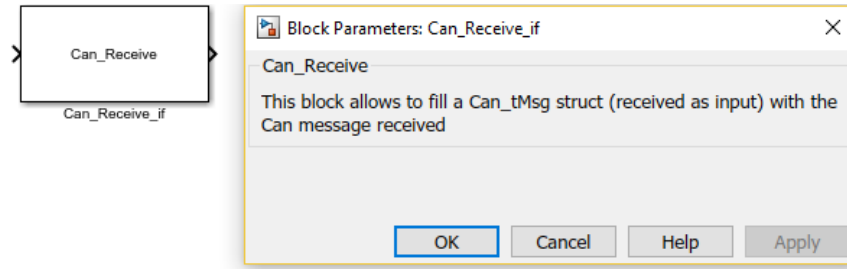 Can_Receive
Can_Receive_if
Block Parameters: Can_Receive_if
Can_Receive
This block allows to fill a Can_tMsg struct (received as input) with the
Can message received
OK
Cancel
Help
Apply